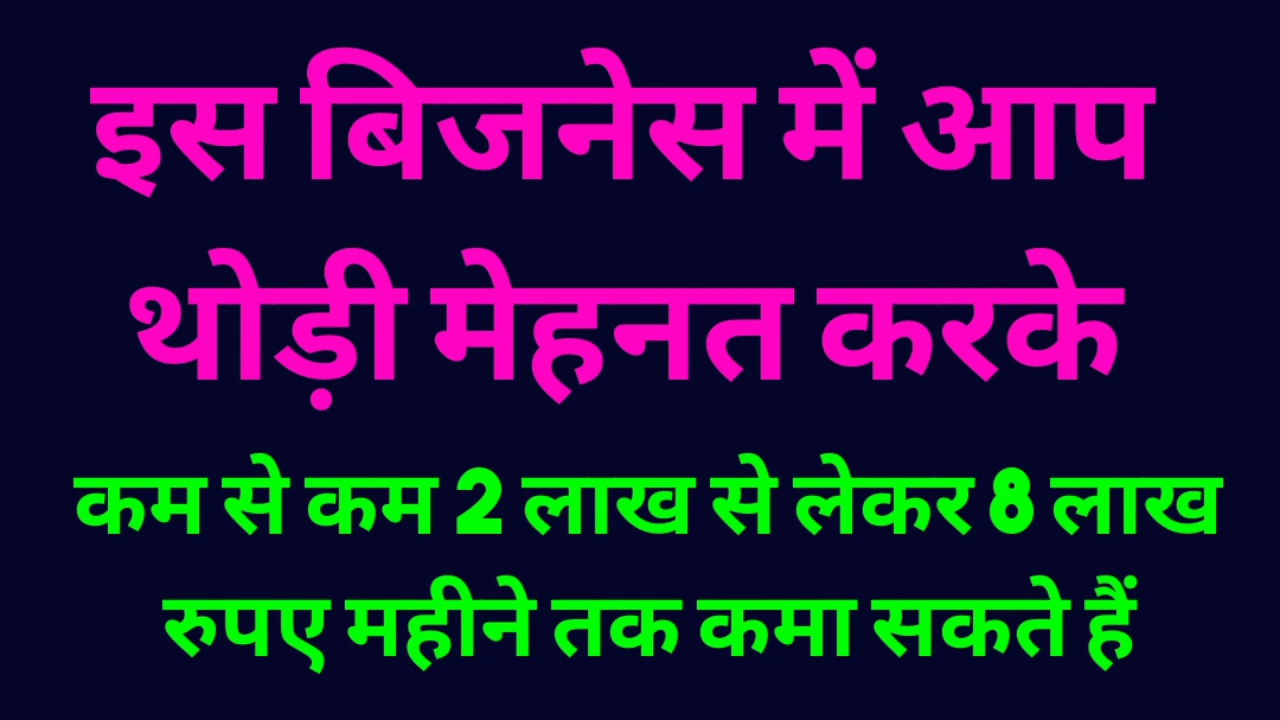 इस बिजनेस में आप
थोड़ी मेहनत करके
कम से कम 2 लाख से लेकर 8 लाख
रुपए महीने तक कमा सकते हैं